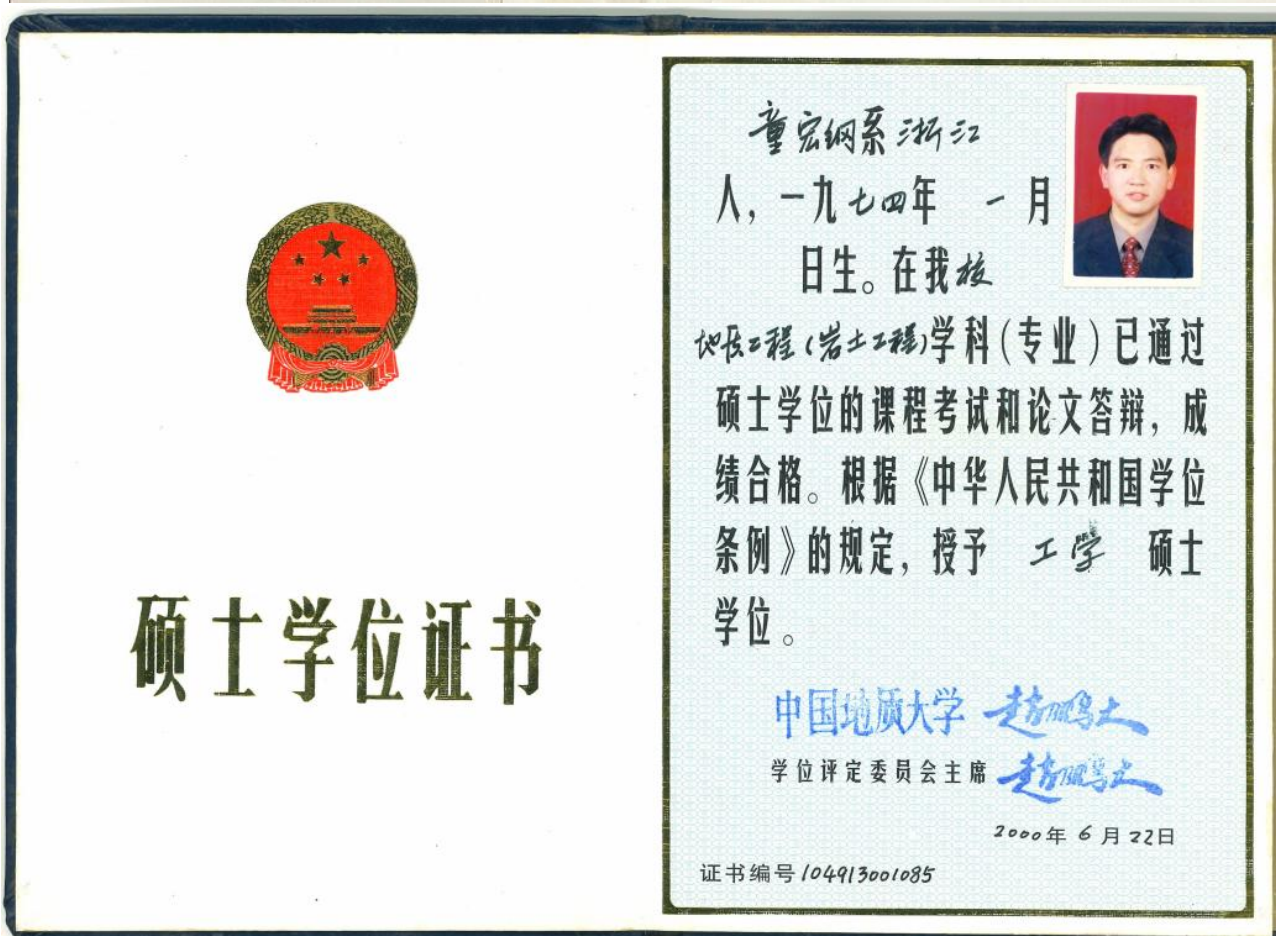 硕士学位证书
童宏纲系浙江
人，一九七四年 一月
日生。在我校
地质工程（岩土工程）学科（专业）已通过
硕士学位的课程考试和论文答辩，成
绩合格。根据《中华人民共和国学位
条例》的规定，授予 工学 硕士
学位。
中国地质大学 赵鹏大
学位评定委员会主席 赵鹏大
2000年6月22日
证书编号104913001085